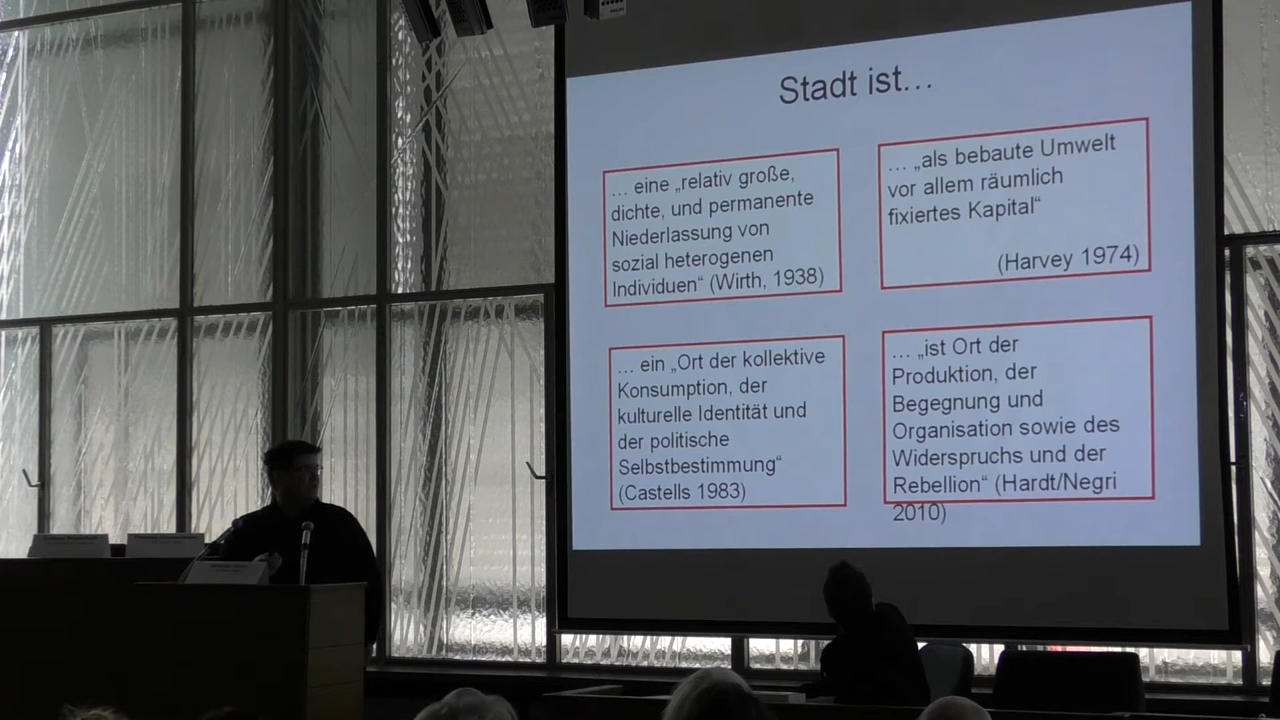 Stadt ist…
… eine „relativ große,
dichte, und permanente
Niederlassung von
sozial heterogenen
Individuen“ (Wirth, 1938)
… „als bebaute Umwelt
vor allem räumlich
fixiertes Kapital“
(Harvey 1974)
… ein „Ort der kollektive
Konsumption, der
kulturelle Identität und
der politische
Selbstbestimmung“
(Castells 1983)
… „ist Ort der
Produktion, der
Begegnung und
Organisation sowie des
Widerspruchs und der
Rebellion“ (Hardt/Negri
2010)